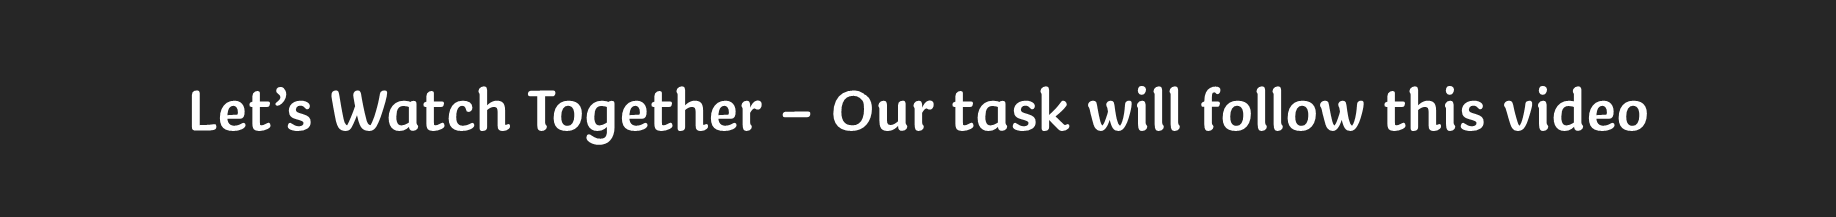 Let’s Watch Together – Our task will follow this video